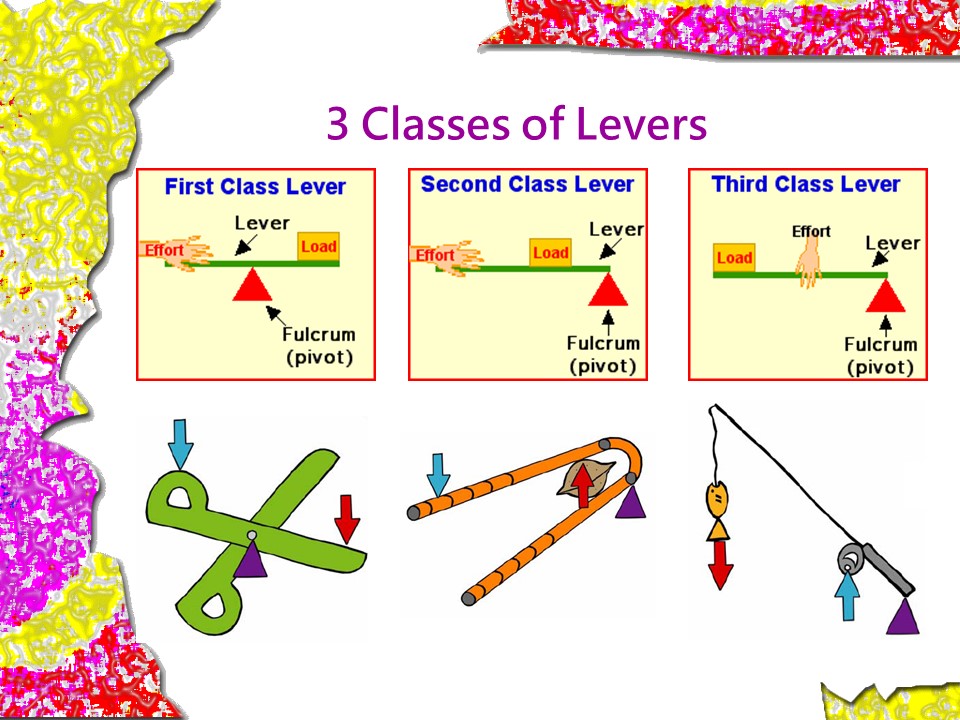 3 Classes of Levers
First Class Lever
Lever
Effort
Load
Fulcrum
(pivot)
Second Class Lever
Lever
Effort
Load
Fulcrum
(pivot)
Third Class Lever
Effort
Lever
Load
Fulcrum
(pivot)